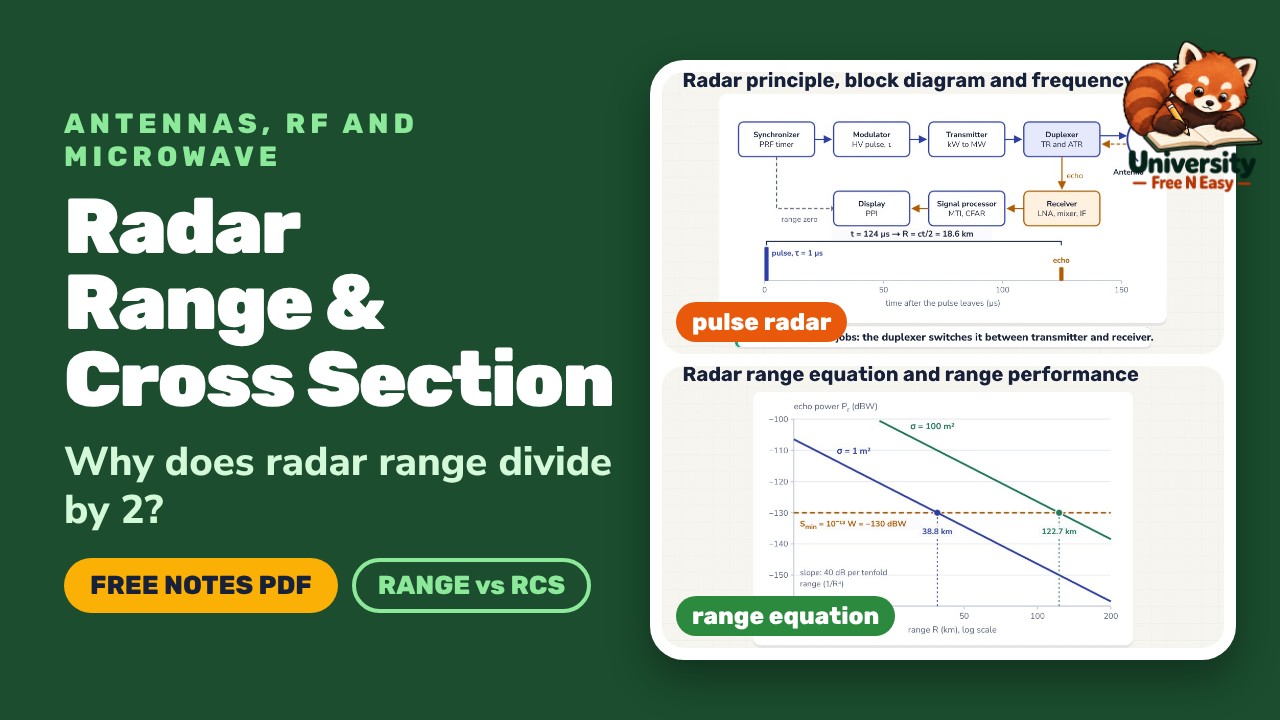 ANTENNAS, RF AND
MICROWAVE
Radar
Range &
Cross Section
Why does radar range divide
by 2?
FREE NOTES PDF
RANGE vs RCS
Radar principle, block diagram and frequency
Synchronizer
PRF timer
Modulator
HV pulse, τ
Transmitter
kW to MW
Duplexer
TR and ATR
echo
Display
PPI
Signal processor
MTI, CFAR
Receiver
LNA, mixer, IF
range zero
t = 124 µs → R = ct/2 = 18.6 km
pulse, τ = 1 µs
echo
0
50
100
150
time after the pulse leaves (µs)
pulse radar
jobs: the duplexer switches it between transmitter and receiver.
University
Free N Easy
Radar range equation and range performance
echo power Pr (dBW)
−100
−110
−120
−130
−140
−150
σ = 100 m²
σ = 1 m²
Smin = 10⁻¹³ W = −130 dBW
38.8 km
122.7 km
slope: 40 dB per tenfold
range (1/R⁴)
50
100
200
range R (km), log scale
range equation